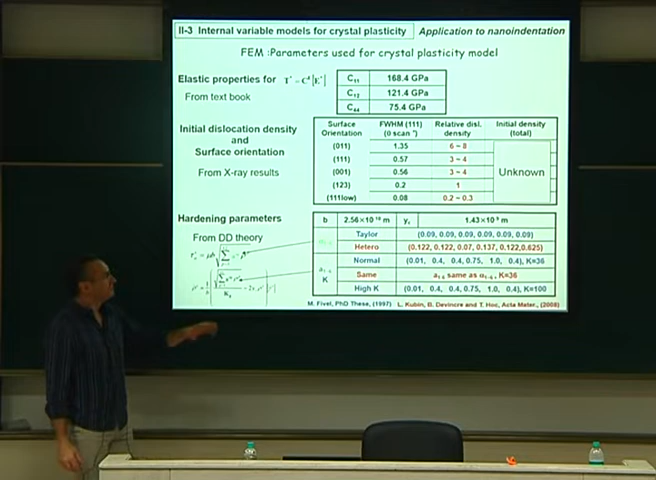 II-3 Internal variable models for crystal plasticity Application to nanoindentation
FEM :Parameters used for crystal plasticity model
Elastic properties for
From text book
C11 168.4 GPa
C12 121.4 GPa
C44 75.4 GPa
Initial dislocation density
and
Surface orientation
From X-ray results
Surface Orientation FWHM (111) Relative disl. density Initial density (total)
(011) 1.35 6 ~ 8
(111) 0.57 3 ~ 4
(001) 0.56 3 ~ 4
(123) 0.2 1
(111low) 0.08 0.2 ~ 0.3
Unknown
Hardening parameters
From DD theory
b 2.56×10 m 1.43×10 m
Taylor (0.09, 0.09, 0.09, 0.09, 0.09, 0.09)
Hetero (0.122, 0.122, 0.07, 0.137, 0.122,0.625)
K
Normal (0.01, 0.4, 0.4, 0.75, 1.0, 0.4), K=36
Same same as K=36
High K (0.01, 0.4, 0.4, 0.75, 1.0, 0.4), K=100
M. Fivel, PhD These, (1997) L. Kubin, B. Devincre and T. Hoc, Acta Mater., (2008)